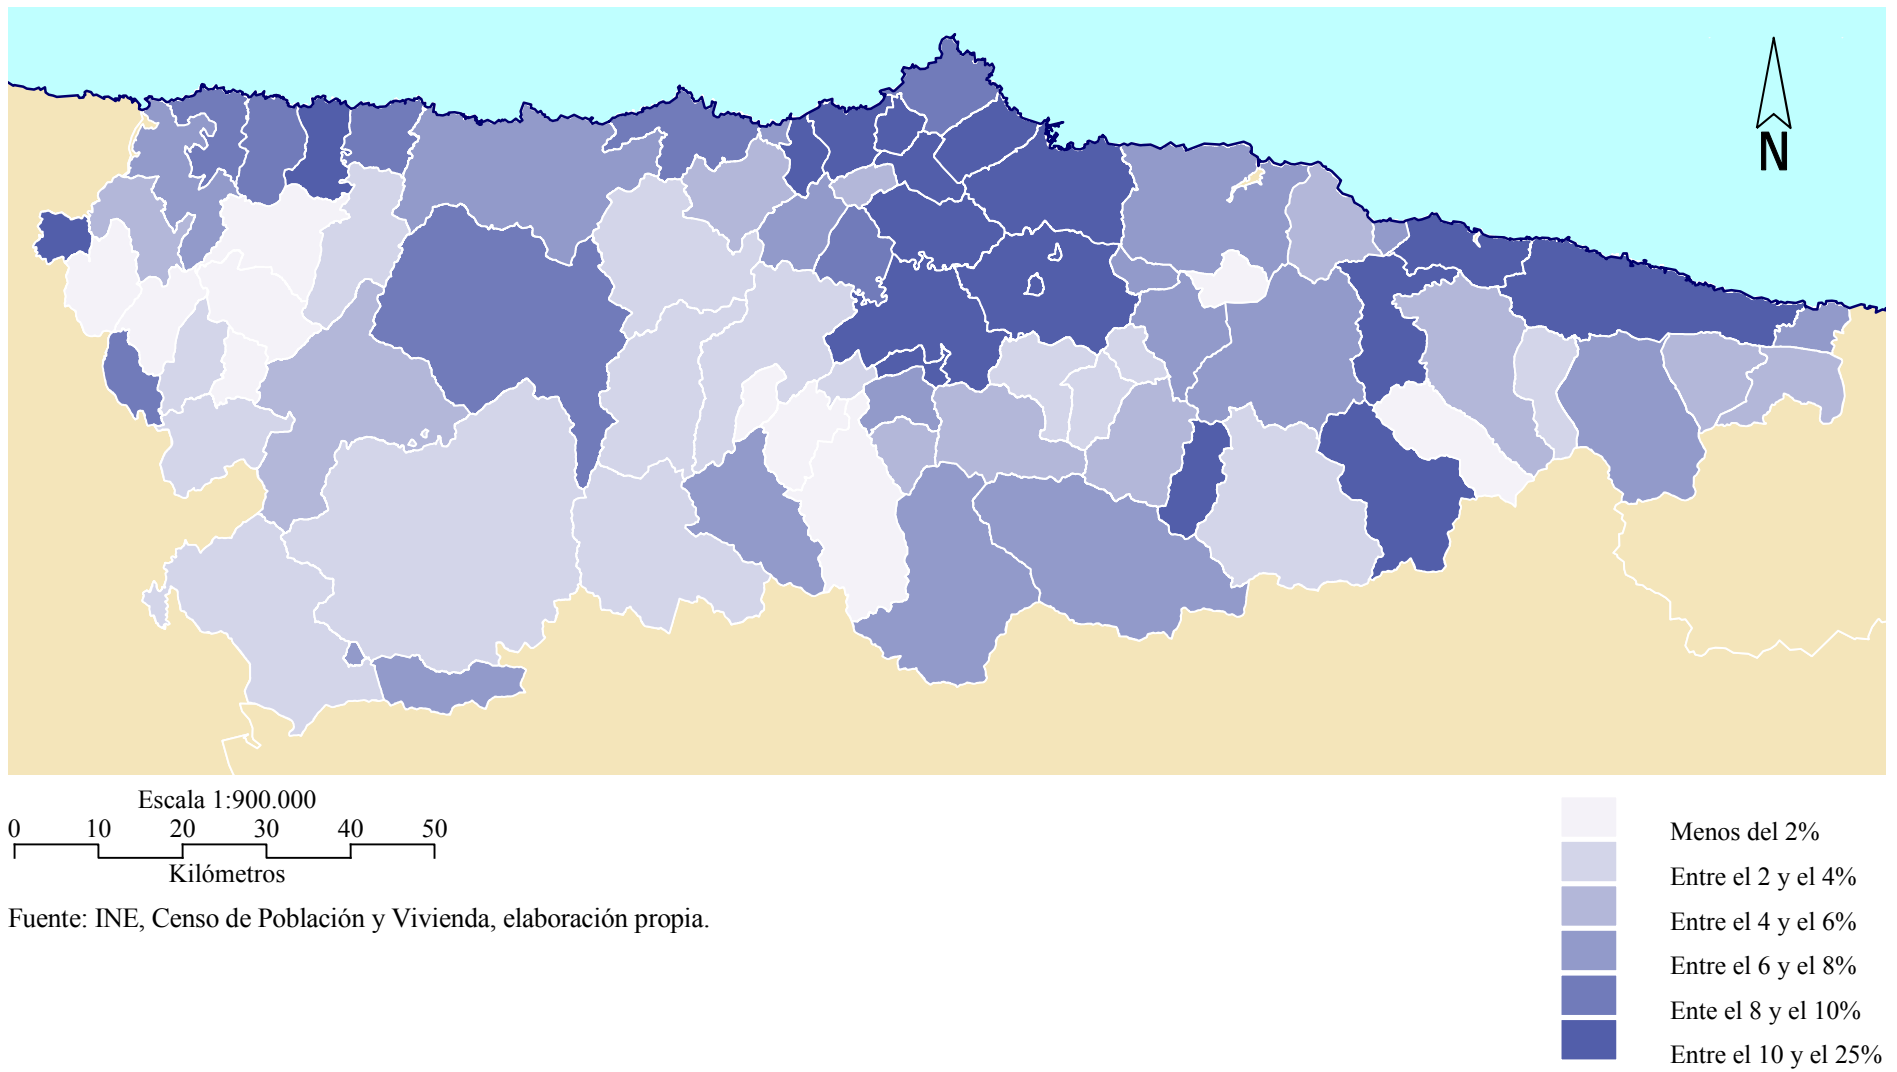 N
Escala 1:900.000
0 10 20 30 40 50
Kilómetros
Fuente: INE, Censo de Población y Vivienda, elaboración propia.
Menos del 2%
Entre el 2 y el 4%
Entre el 4 y el 6%
Entre el 6 y el 8%
Ente el 8 y el 10%
Entre el 10 y el 25%